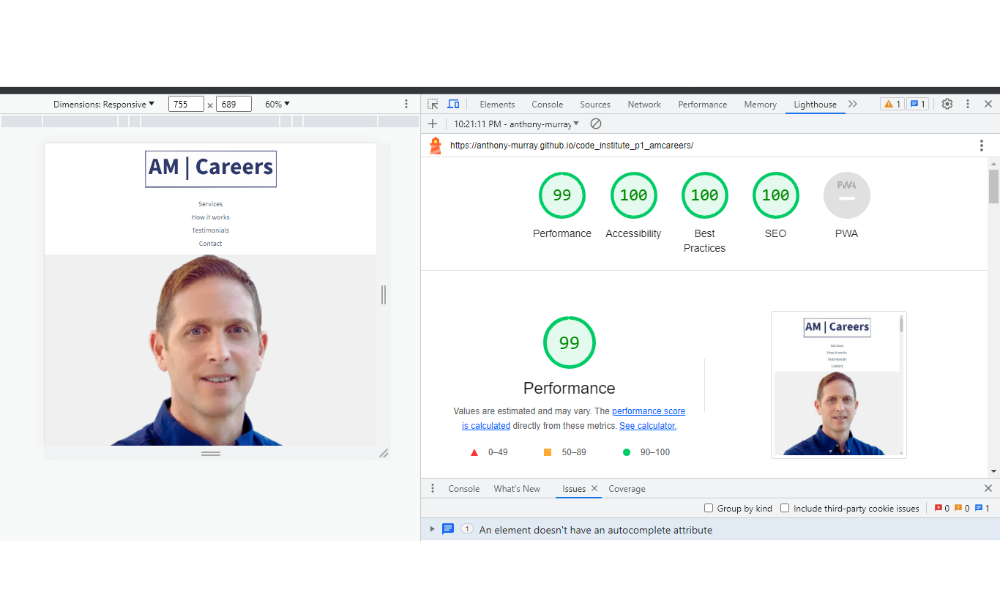 Dimensions: Responsive ▼ 755 × 689 60% ▼
AM | Careers
Services
How it works
Testimonials
Contact
Elements Console Sources Network Performance Memory Lighthouse 1 1
10:21:11 PM - anthony-murray
https://anthony-murray.github.io/code_institute_p1_amcareers/
99 100 100 100 PWA
Performance Accessibility Best Practices SEO PWA
99
Performance
Values are estimated and may vary. The performance score
is calculated directly from these metrics. See calculator.
0–49 50–89 90–100
AM | Careers
Contact
Console What's New Issues Coverage
Group by kind Include third-party cookie issues 0 0 1
1 An element doesn't have an autocomplete attribute